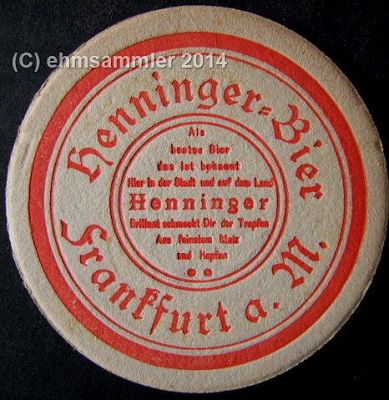 (C) ehmsammler 2014
Henninger=Bier
Als
bestes Bier
das ist bekannt
Hier in der Stadt und auf dem Land
Henninger
Brillant schmeckt Dir der Tropfen
Aus feinstem Malz
und Hopfen
Frankfurt a. M.